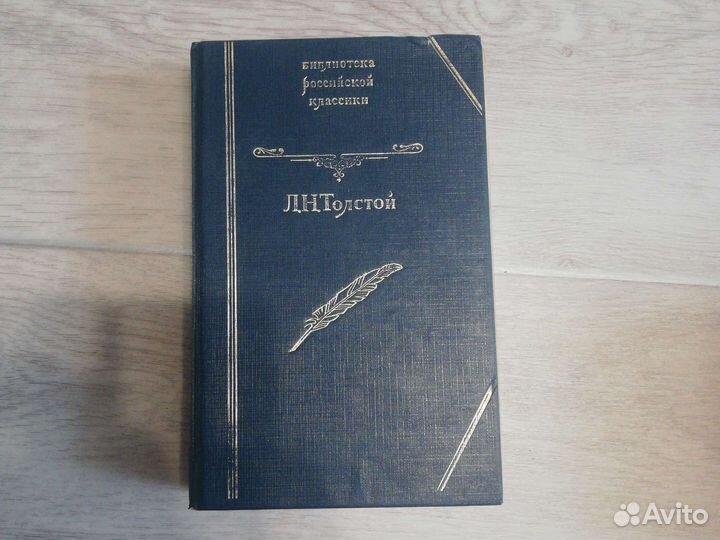 Библиотека
российской
классики
Л.Н.Толстой
Avito